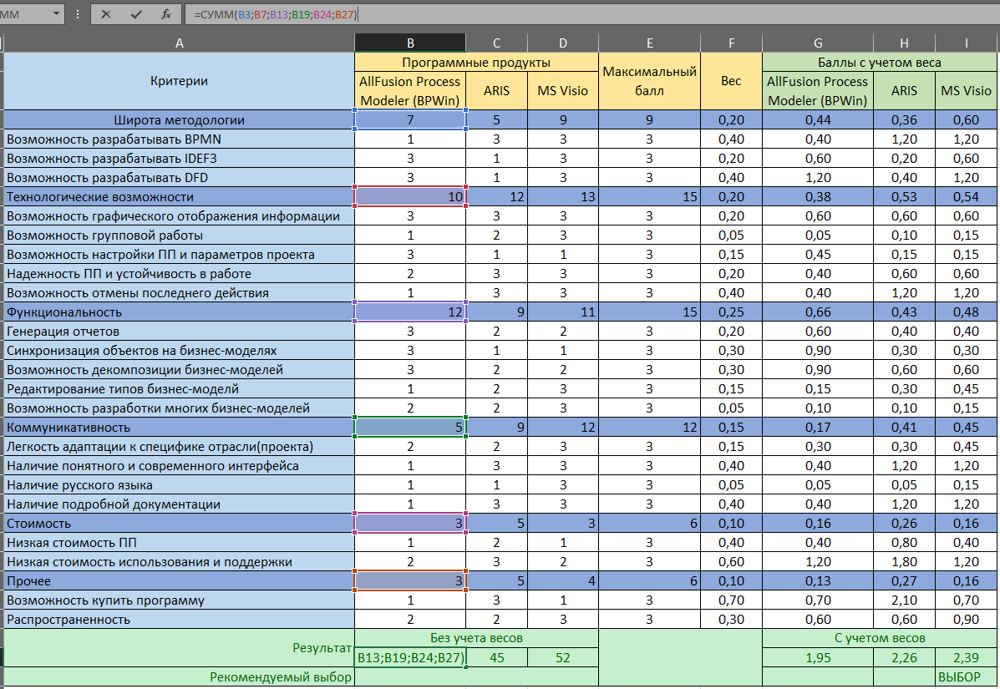 ММ =СУММ(B3;B7;B13;B19;B24;B27)
A B C D E F G H I
Критерии Программные продукты Максимальный балл Вес Баллы с учетом веса
AllFusion Process Modeler (BPWin) ARIS MS Visio AllFusion Process Modeler (BPWin) ARIS MS Visio
Широта методологии 7 5 9 9 0,20 0,44 0,36 0,60
Возможность разрабатывать BPMN 1 3 3 3 0,40 0,40 1,20 1,20
Возможность разрабатывать IDEF3 3 1 3 3 0,20 0,60 0,20 0,60
Возможность разрабатывать DFD 3 1 3 3 0,40 1,20 0,40 1,20
Технологические возможности 10 12 13 15 0,20 0,38 0,53 0,54
Возможность графического отображения информации 3 3 3 3 0,20 0,60 0,60 0,60
Возможность групповой работы 1 2 3 3 0,05 0,05 0,10 0,15
Возможность настройки ПП и параметров проекта 3 1 1 3 0,15 0,45 0,15 0,15
Надежность ПП и устойчивость в работе 2 3 3 3 0,20 0,40 0,60 0,60
Возможность отмены последнего действия 1 3 3 3 0,40 0,40 1,20 1,20
Функциональность 12 9 11 15 0,25 0,66 0,43 0,48
Генерация отчетов 3 2 2 3 0,20 0,60 0,40 0,40
Синхронизация объектов на бизнес-моделях 3 1 1 3 0,30 0,90 0,30 0,30
Возможность декомпозиции бизнес-моделей 3 2 2 3 0,30 0,90 0,60 0,60
Редактирование типов бизнес-моделй 1 2 3 3 0,15 0,15 0,30 0,45
Возможность разработки многих бизнес-моделей 2 2 3 3 0,05 0,10 0,10 0,15
Коммуникативность 5 9 12 12 0,15 0,17 0,41 0,45
Легкость адаптации к специфике отрасли(проекта) 2 2 3 3 0,15 0,30 0,30 0,45
Наличие понятного и современного интерфейса 1 3 3 3 0,40 0,40 1,20 1,20
Наличие русского языка 1 1 3 3 0,05 0,05 0,05 0,15
Наличие подробной документации 1 3 3 3 0,40 0,40 1,20 1,20
Стоимость 3 5 3 6 0,10 0,16 0,26 0,16
Низкая стоимость ПП 1 2 1 3 0,40 0,40 0,80 0,40
Низкая стоимость использования и поддержки 2 3 2 3 0,60 1,20 1,80 1,20
Прочее 3 5 4 6 0,10 0,13 0,27 0,16
Возможность купить программу 1 3 1 3 0,70 0,70 2,10 0,70
Распространенность 2 2 3 3 0,30 0,60 0,60 0,90
Результат Без учета весов С учетом весов
B13;B19;B24;B27) 45 52 1,95 2,26 2,39
Рекомендуемый выбор ВЫБОР